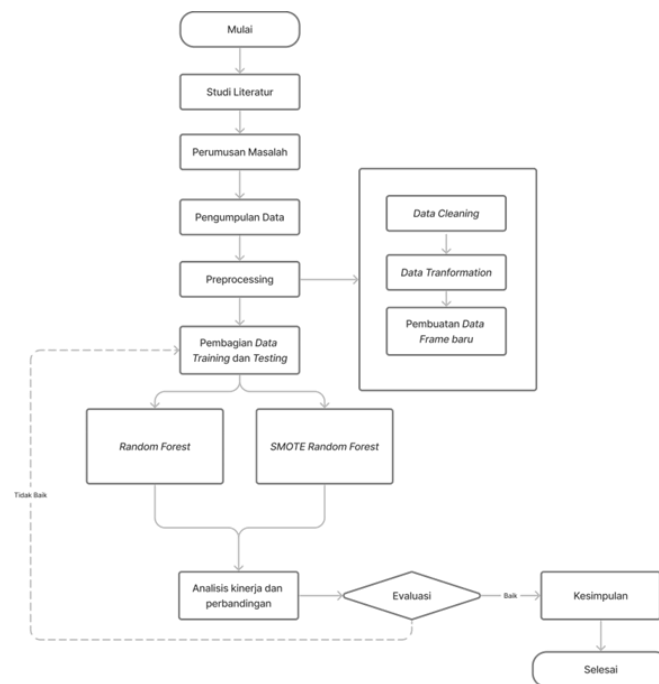 Mulai
Studi Literatur
Perumusan Masalah
Pengumpulan Data
Preprocessing
Data Cleaning
Data Tranformation
Pembuatan Data
Frame baru
Pembagian Data
Training dan Testing
Random Forest
SMOTE Random Forest
Tidak Baik
Analisis kinerja dan
perbandingan
Evaluasi
Baik
Kesimpulan
Selesai